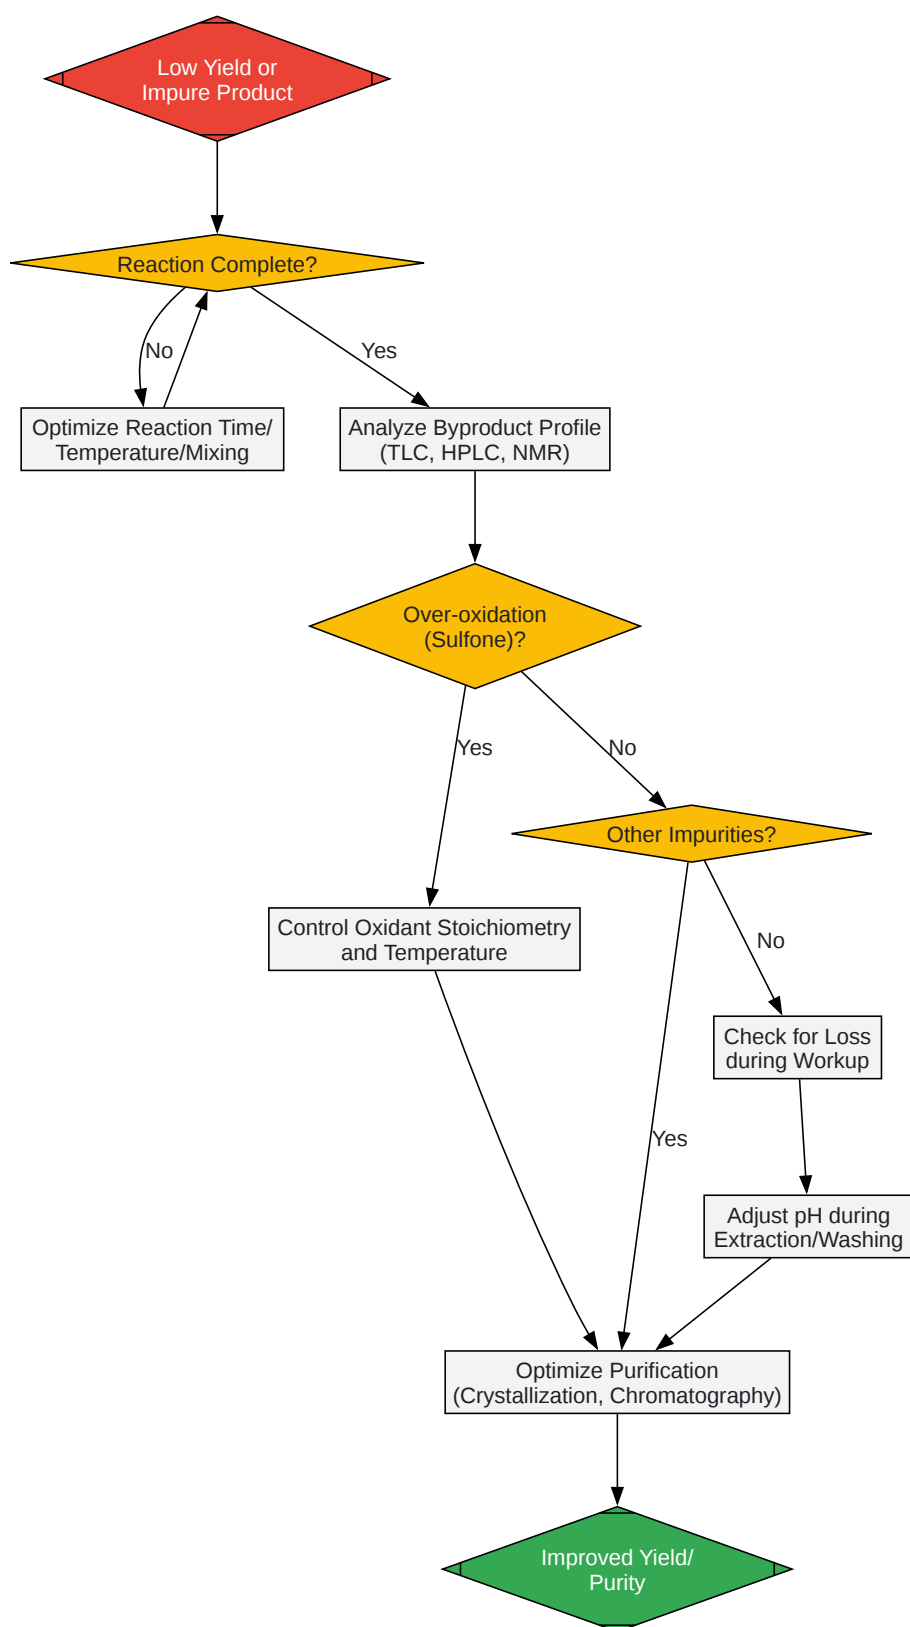 Low Yield or
Impure Product
Reaction Complete?
No
Yes
Optimize Reaction Time/
Temperature/Mixing
Analyze Byproduct Profile
(TLC, HPLC, NMR)
Over-oxidation
(Sulfone)?
Yes
No
Other Impurities?
Control Oxidant Stoichiometry
and Temperature
No
Check for Loss
during Workup
Yes
Adjust pH during
Extraction/Washing
Optimize Purification
(Crystallization, Chromatography)
Improved Yield/
Purity